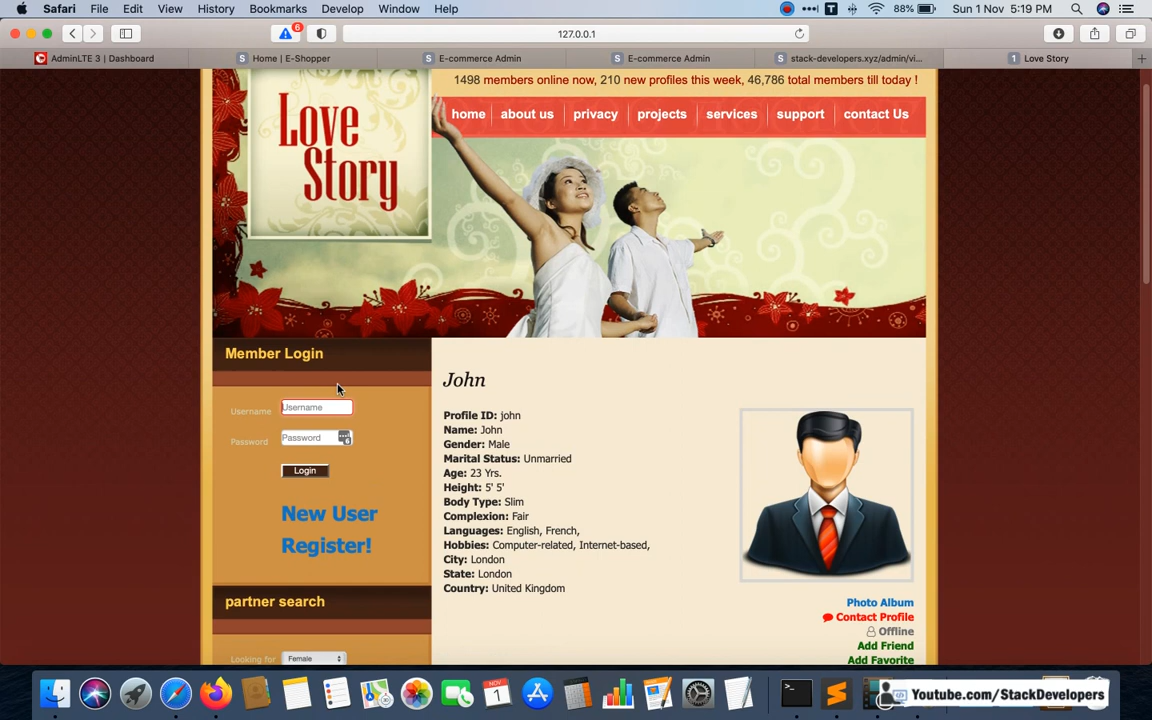 Safari File Edit View History Bookmarks Develop Window Help 88% Sun 1 Nov 5:19 PM
6 127.0.0.1
AdminLTE 3 | Dashboard Home | E-Shopper E-commerce Admin E-commerce Admin stack-developers.xyz/admin/vi... 1 Love Story
1498 members online now, 210 new profiles this week, 46,786 total members till today !
home about us privacy projects services support contact Us
Love
Story
Member Login
Username Username
Password Password
Login
New User
Register!
partner search
Looking for Female
John
Profile ID: john
Name: John
Gender: Male
Marital Status: Unmarried
Age: 23 Yrs.
Height: 5' 5'
Body Type: Slim
Complexion: Fair
Languages: English, French,
Hobbies: Computer-related, Internet-based,
City: London
State: London
Country: United Kingdom
Photo Album
Contact Profile
Offline
Add Friend
Add Favorite
NOV
1
Youtube.com/StackDevelopers